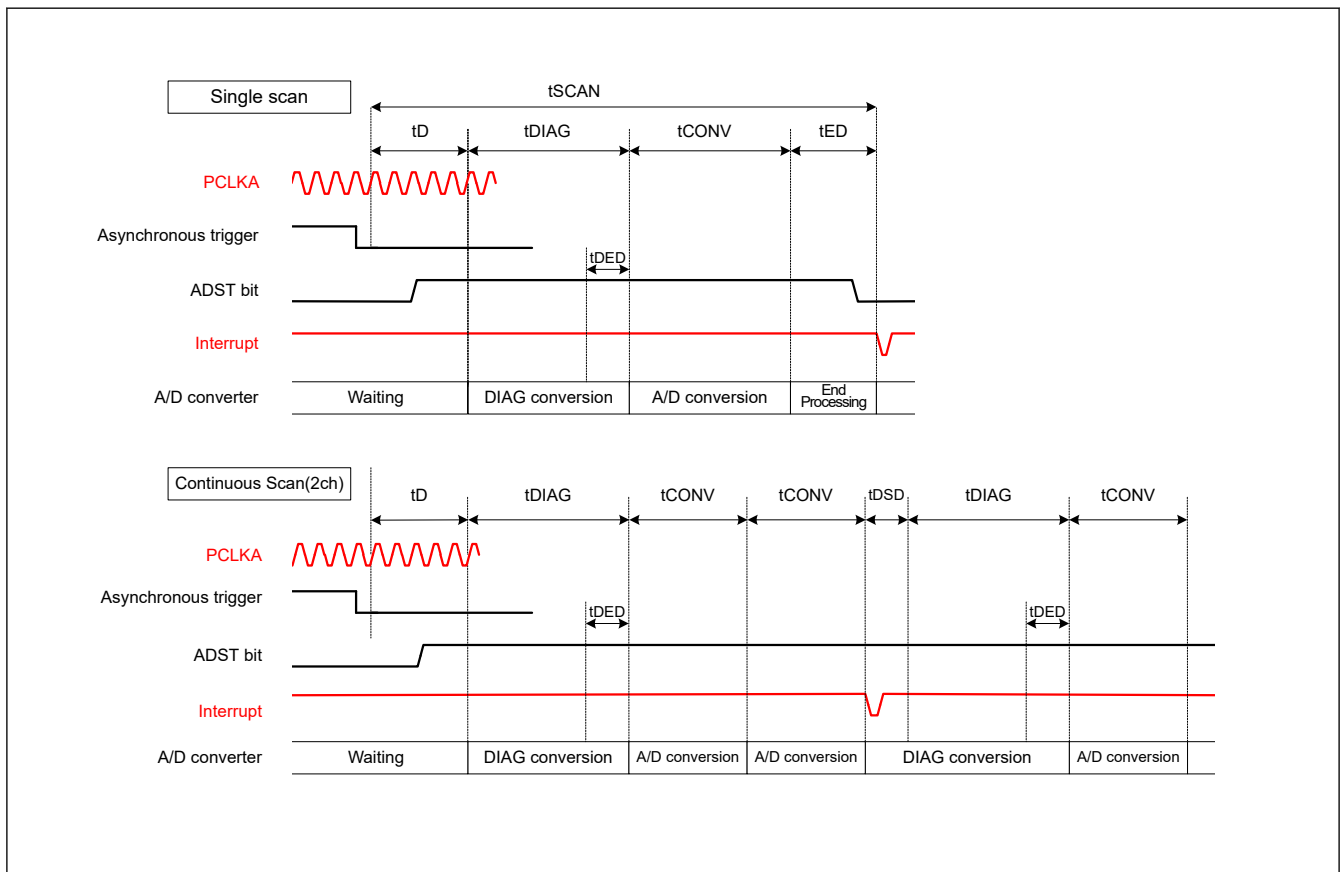 Single scan
tSCAN
tD
tDIAG
tCONV
tED
PCLKA
Asynchronous trigger
tDED
ADST bit
Interrupt
A/D converter
Waiting
DIAG conversion
A/D conversion
End
Processing
Continuous Scan(2ch)
tD
tDIAG
tCONV
tCONV
tDSD
tDIAG
tCONV
PCLKA
Asynchronous trigger
tDED
tDED
ADST bit
Interrupt
A/D converter
Waiting
DIAG conversion
A/D conversion
A/D conversion
DIAG conversion
A/D conversion